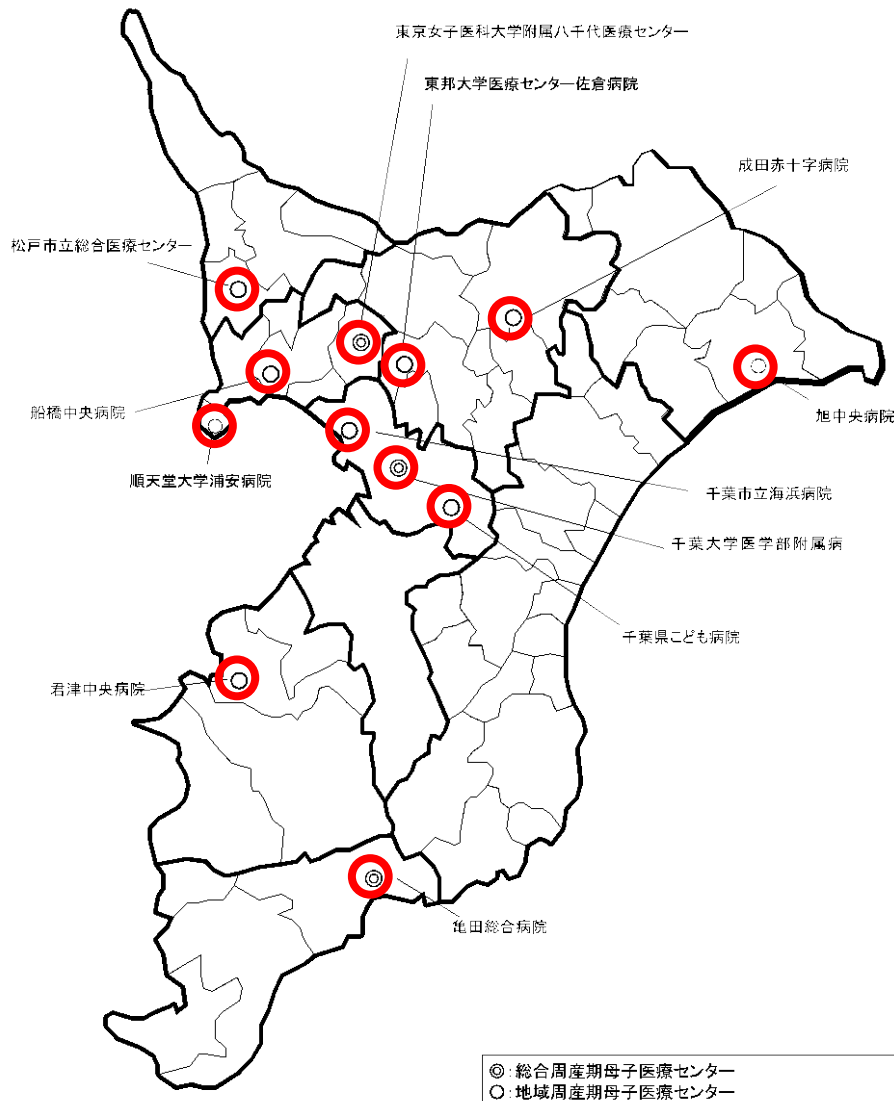 東京女子医科大学附属八千代医療センター
東邦大学医療センター佐倉病院
成田赤十字病院
松戸市立総合医療センター
船橋中央病院
旭中央病院
順天堂大学浦安病院
千葉市立海浜病院
千葉大学医学部附属病
千葉県こども病院
君津中央病院
亀田総合病院
◎:総合周産期母子医療センター
○:地域周産期母子医療センター